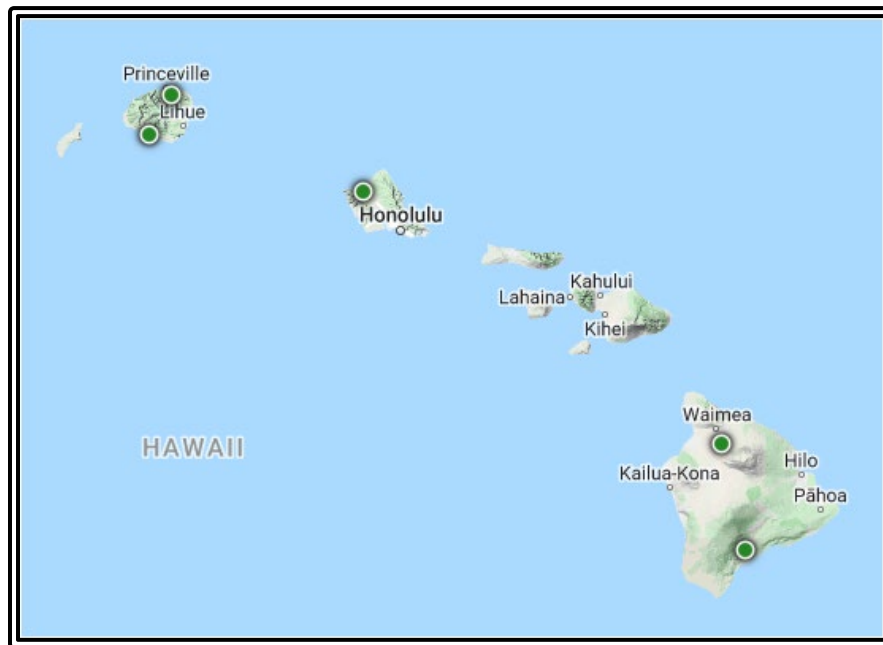 Princeville
Lihue
Honolulu
Kahului
Lahaina
Kihei
Waimea
HAWAII
Hilo
Kailua-Kona
Pāhoa